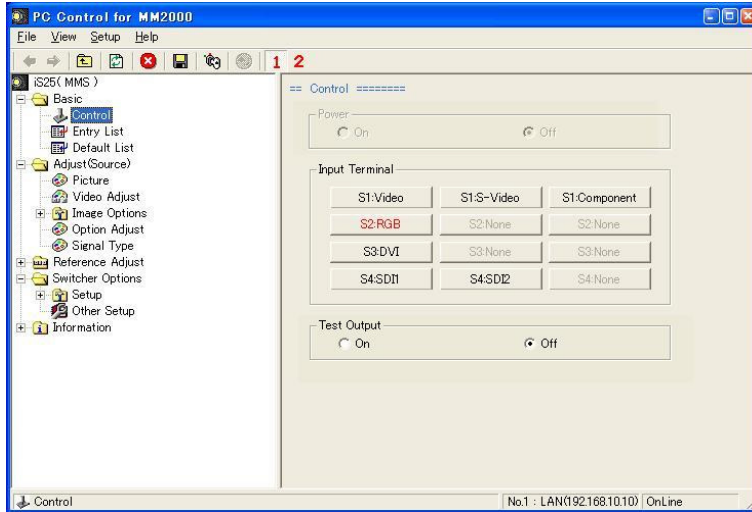 PC Control for MM2000
File View Setup Help
1 2
iS25( MMS )
Basic
Control
Entry List
Default List
Adjust(Source)
Picture
Video Adjust
Image Options
Option Adjust
Signal Type
Reference Adjust
Switcher Options
Setup
Other Setup
Information
== Control ========
Power
On Off
Input Terminal
S1:Video S1:S-Video S1:Component
S2:RGB S2:None S2:None
S3:DVI S3:None S3:None
S4:SDI1 S4:SDI2 S4:None
Test Output
On Off
Control No.1 : LAN(192.168.10.10) OnLine